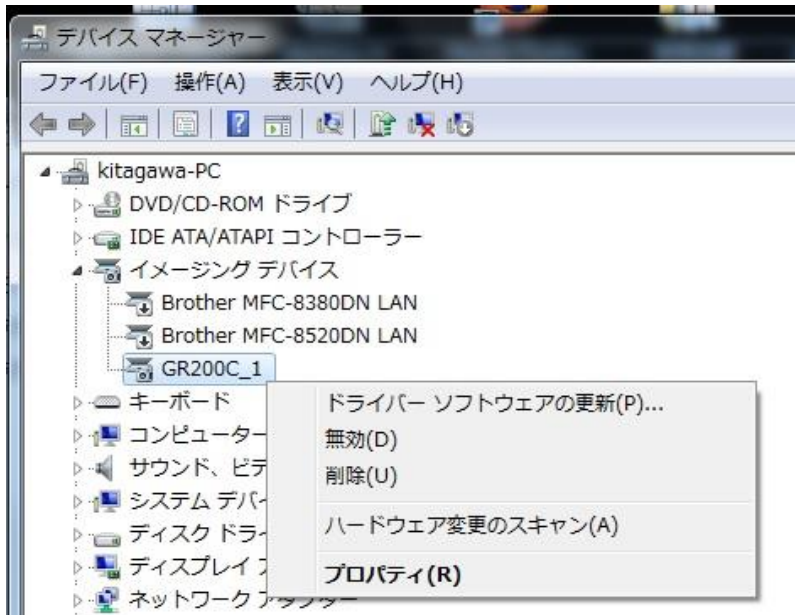 デバイス マネージャー
ファイル(F) 操作(A) 表示(V) ヘルプ(H)
kitagawa-PC
DVD/CD-ROM ドライブ
IDE ATA/ATAPI コントローラー
イメージング デバイス
Brother MFC-8380DN LAN
Brother MFC-8520DN LAN
GR200C_1
キーボード
コンピューター
サウンド、ビデ
システム デバイ
ディスク ドラ
ディスプレイ
ネットワーク
ドライバー ソフトウェアの更新(P)...
無効(D)
削除(U)
ハードウェア変更のスキャン(A)
プロパティ(R)